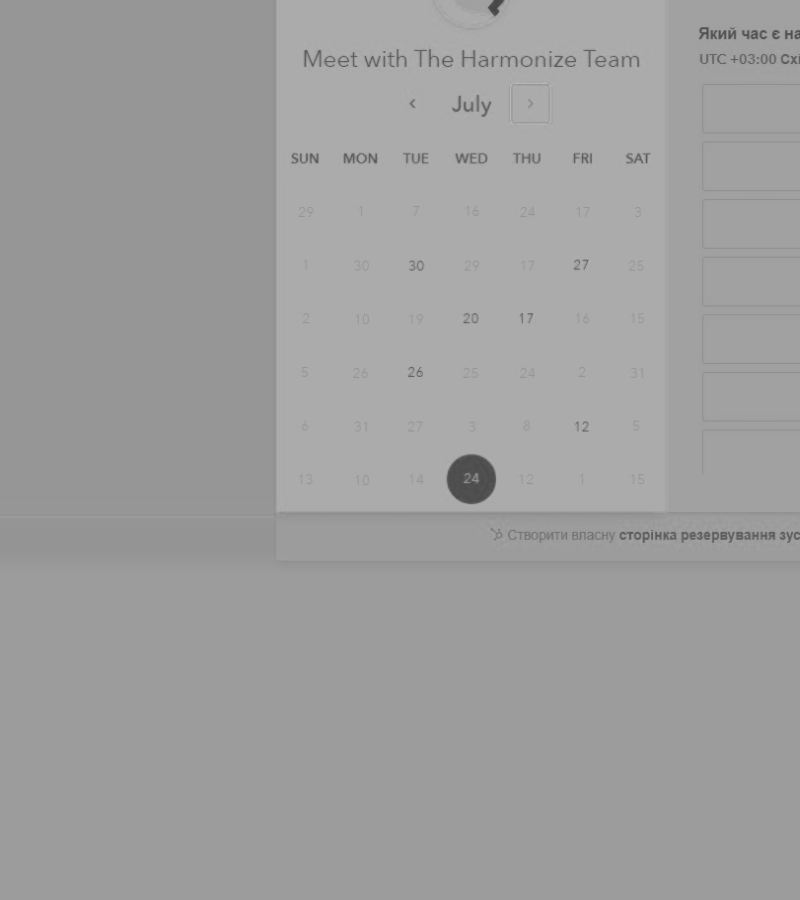 Який час є на
Meet with The Harmonize Team
UTC +03:00 Схі
July
SUN MON TUE WED THU FRI SAT
29 1 7 16 24 17 3
1 30 30 29 17 27 25
2 10 19 20 17 16 15
5 26 26 25 24 2 31
6 31 27 3 8 12 5
13 10 14 24 12 1 15
Створити власну сторінка резервування зус